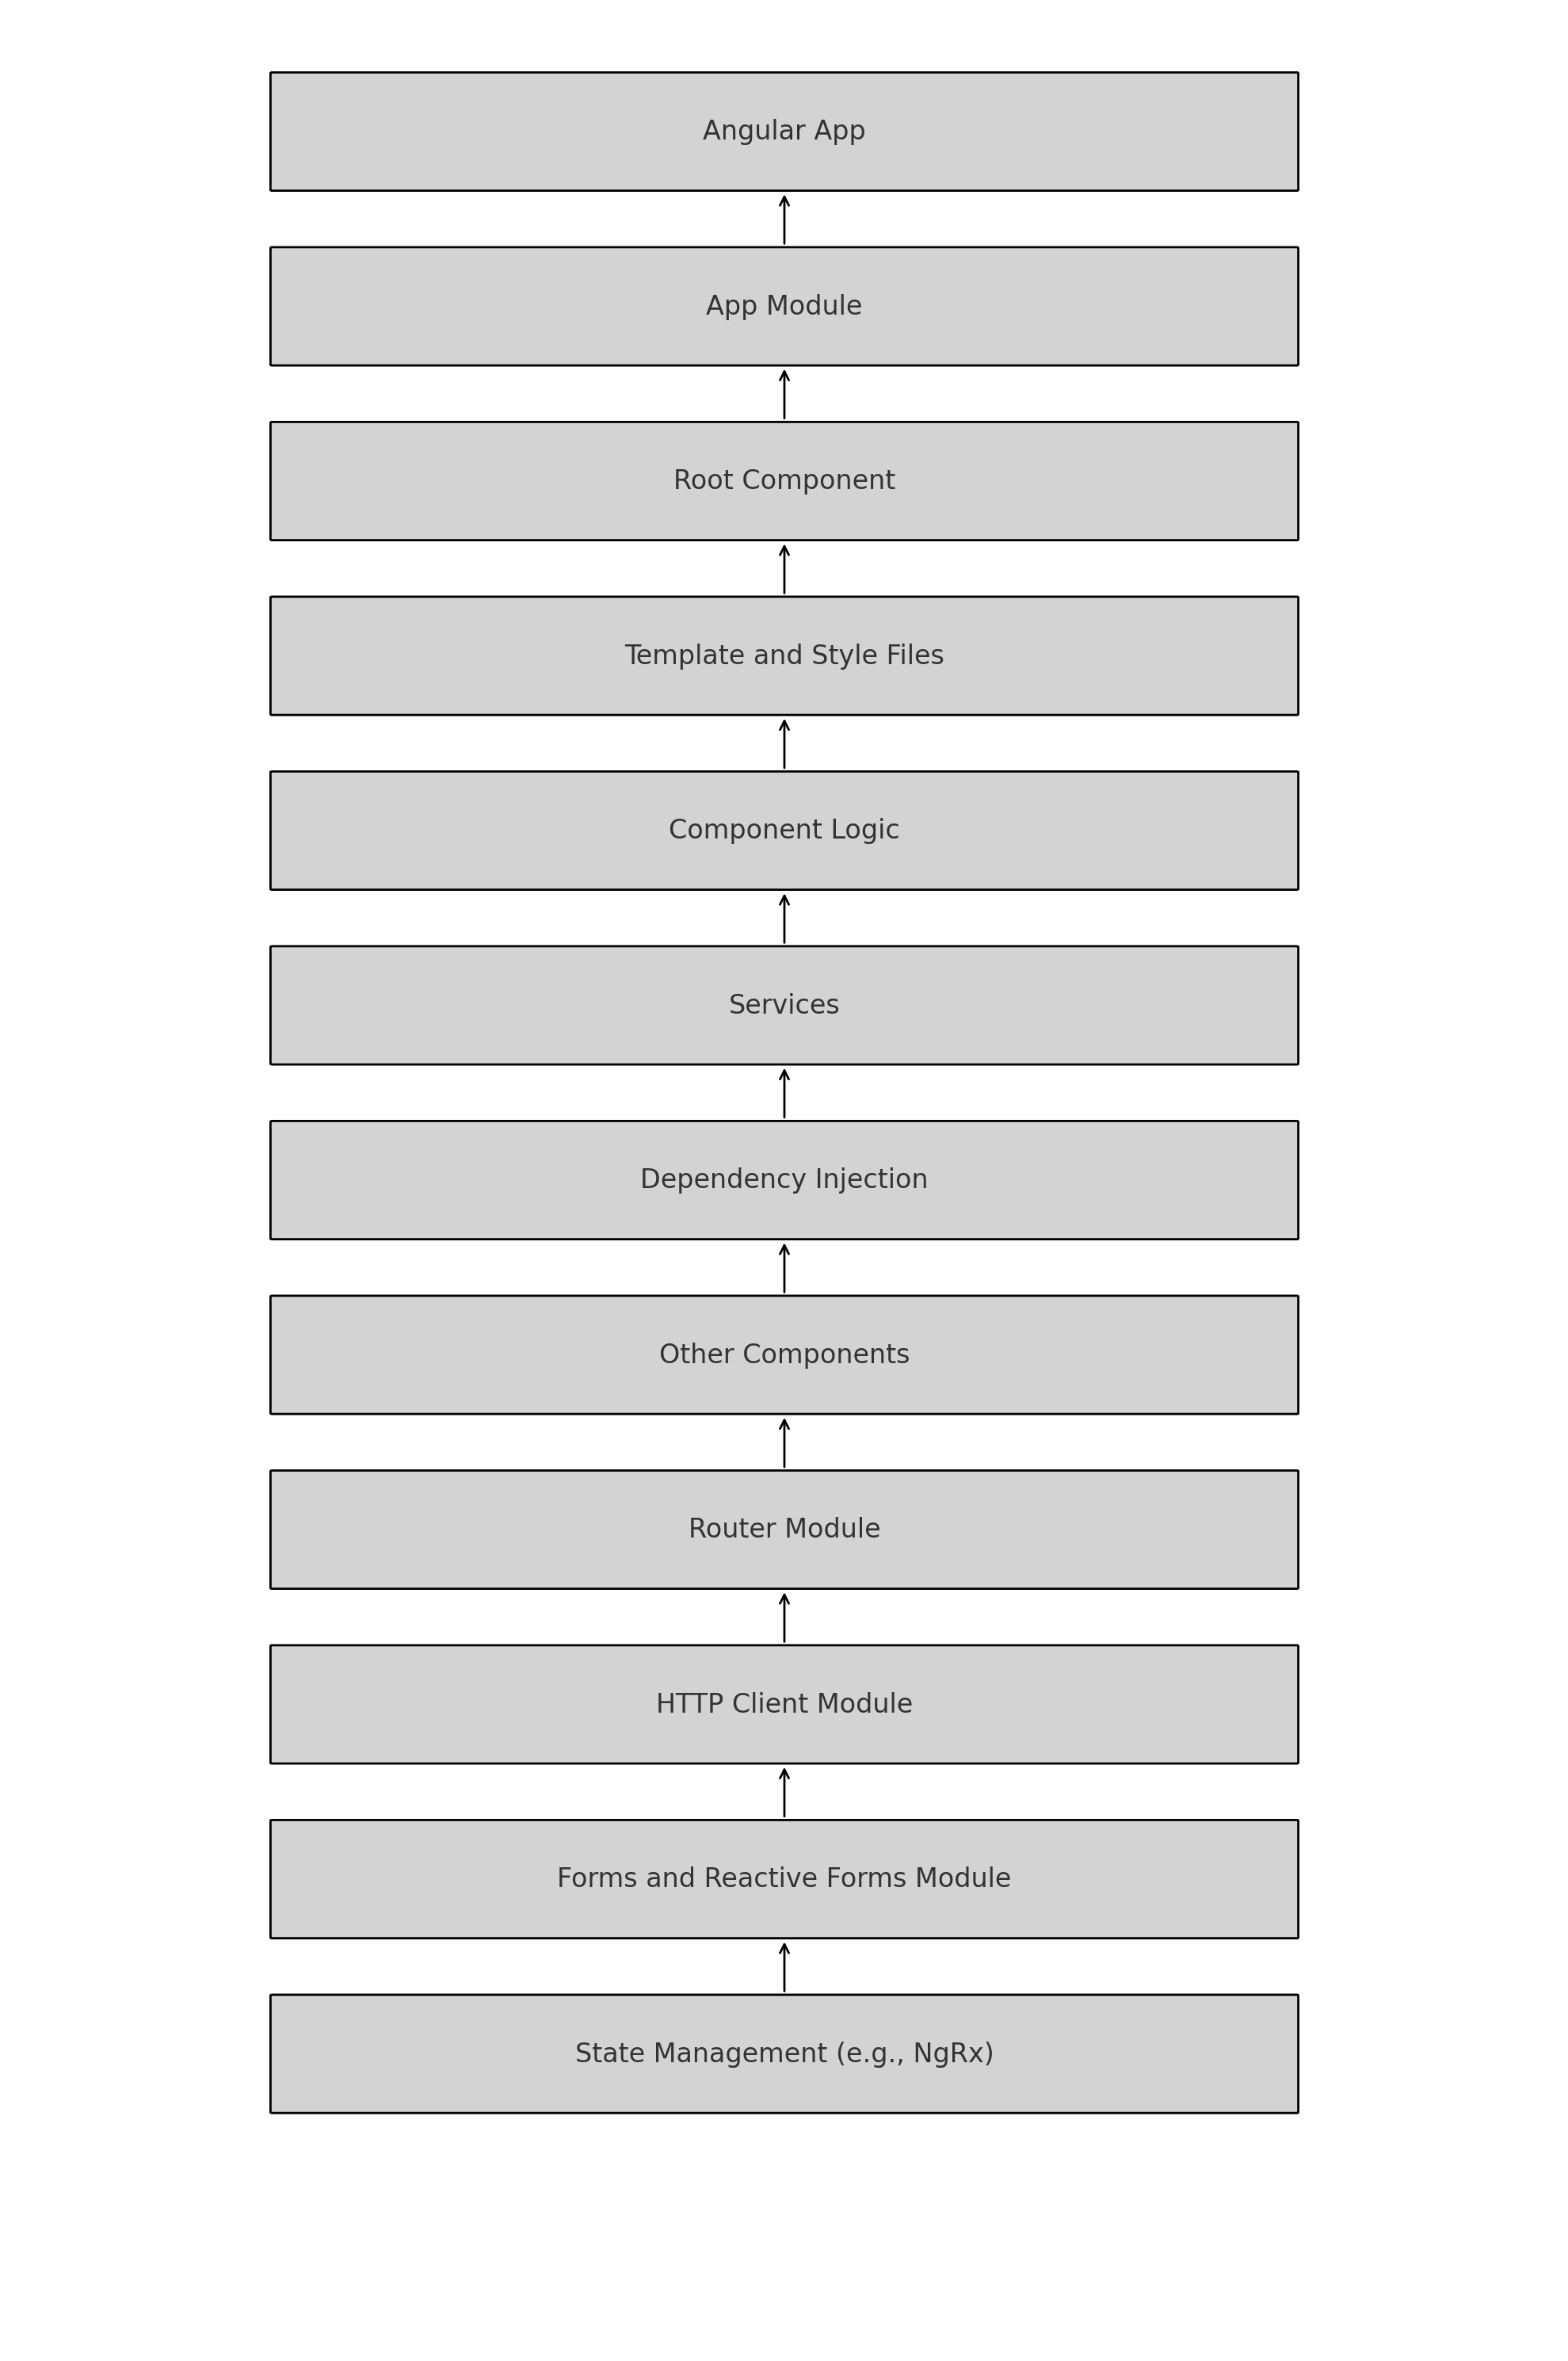 Angular App
App Module
Root Component
Template and Style Files
Component Logic
Services
Dependency Injection
Other Components
Router Module
HTTP Client Module
Forms and Reactive Forms Module
State Management (e.g., NgRx)